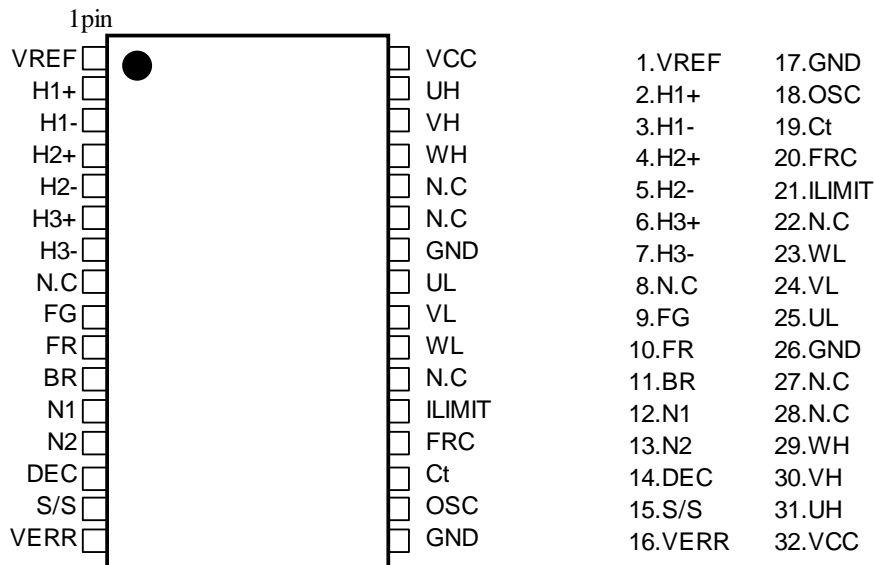 1pin
VREF VCC
H1+ UH
H1- VH
H2+ WH
H2- N.C
H3+ N.C
H3- GND
N.C UL
FG VL
FR WL
BR N.C
N1 ILIMIT
N2 FRC
DEC Ct
S/S OSC
VERR GND
1.VREF 17.GND
2.H1+ 18.OSC
3.H1- 19.Ct
4.H2+ 20.FRC
5.H2- 21.ILIMIT
6.H3+ 22.N.C
7.H3- 23.WL
8.N.C 24.VL
9.FG 25.UL
10.FR 26.GND
11.BR 27.N.C
12.N1 28.N.C
13.N2 29.WH
14.DEC 30.VH
15.S/S 31.UH
16.VERR 32.VCC